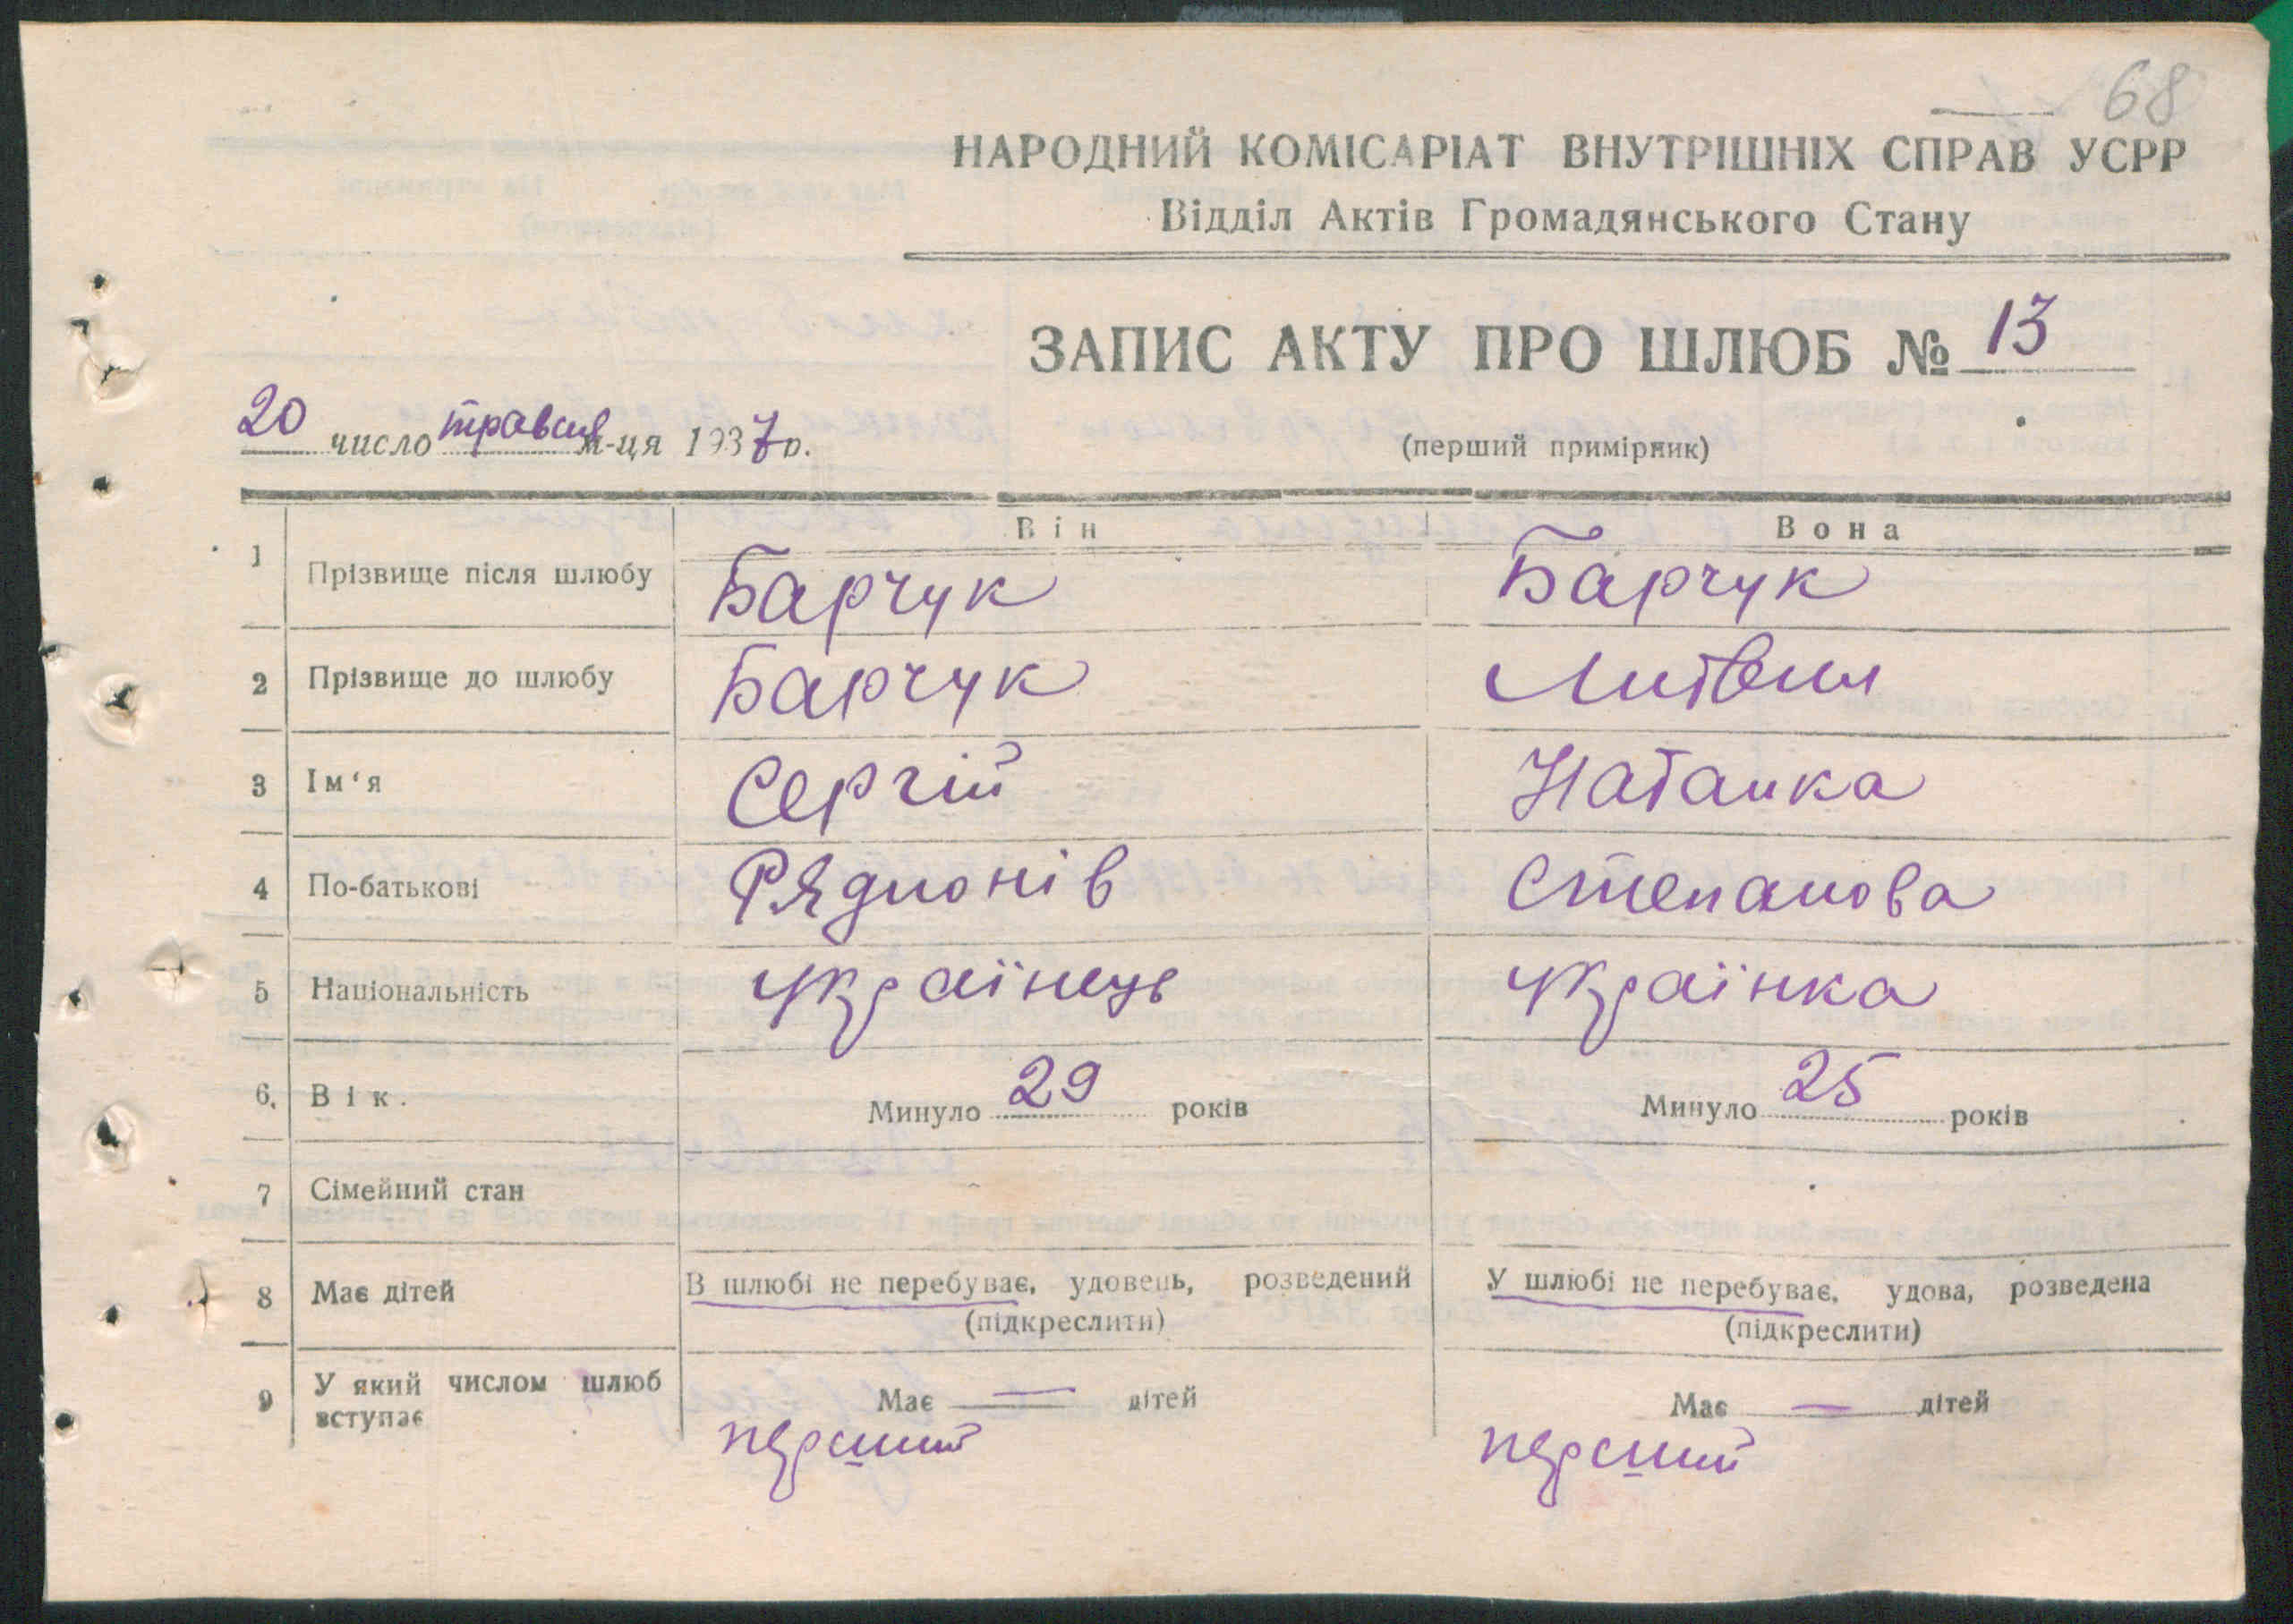 68
НАРОДНИЙ КОМІСАРІАТ ВНУТРІШНІХ СПРАВ УСРР
Відділ Актів Громадянського Стану
ЗАПИС АКТУ ПРО ШЛЮБ № 13
20 число травня м-ця 1937 р.
(перший примірник)
Він Вона
1 Прізвище після шлюбу Барчук Барчук
2 Прізвище до шлюбу Барчук Литвин
3 Ім'я Сергій Наталка
4 По-батькові Рядионів Степанова
5 Національність Українець Українка
6. Вік. Минуло 29 років Минуло 25 років
7 Сімейний стан
8 Має дітей В шлюбі не перебуває, удовець, розведений У шлюбі не перебуває, удова, розведена
(підкреслити) (підкреслити)
9 У який числом шлюб вступає Має — дітей Має — дітей
перший перший